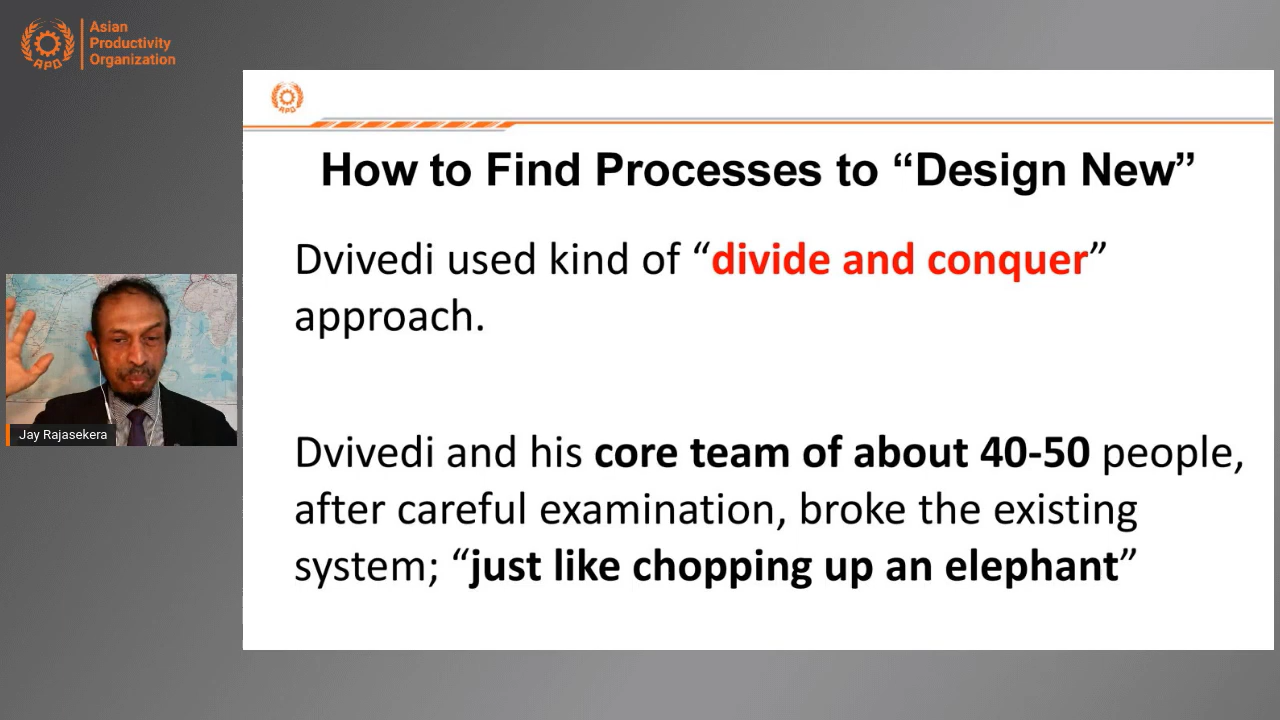 Asian
Productivity
Organization
APO
APO
How to Find Processes to “Design New”
Dvivedi used kind of “divide and conquer”
approach.
Dvivedi and his core team of about 40-50 people,
after careful examination, broke the existing
system; “just like chopping up an elephant”
Jay Rajasekera